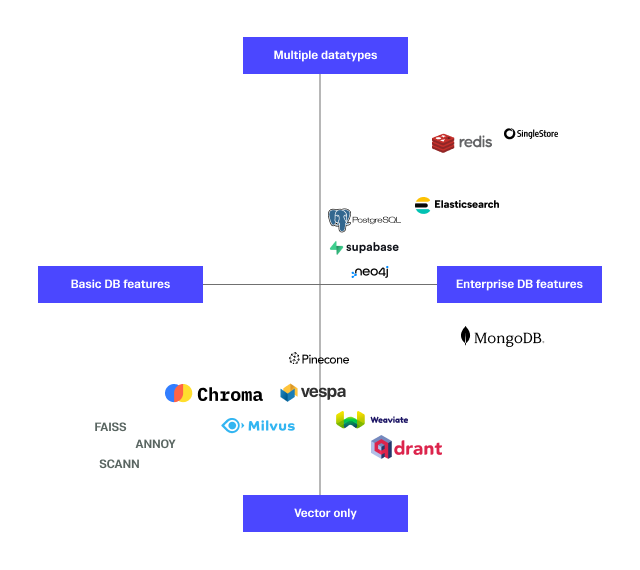 Multiple datatypes
SingleStore
redis
Elasticsearch
PostgreSQL
supabase
neo4j
Basic DB features
Enterprise DB features
MongoDB.
Pinecone
Chroma
vespa
Weaviate
Milvus
FAISS
ANNOY
qdrant
SCANN
Vector only